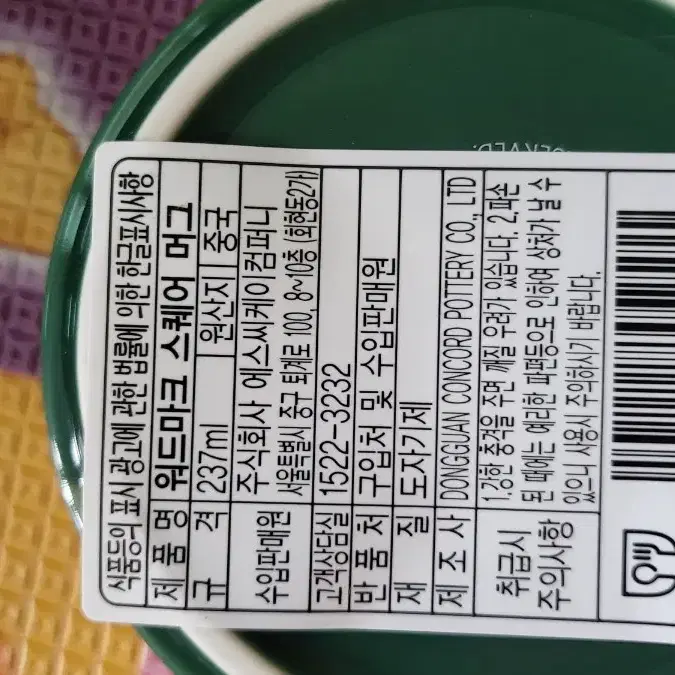 식품등의 표시 광고에 관한 법률에 의한 한글표시사항
제 품 명 워드마크 스퀘어 머그
규 격 237ml 원산지 중국
수입판매원 주식회사 에스씨케이컴퍼니
서울특별시 중구 퇴계로 100, 8~10층 (회현동2가)
고객상담실 1522-3232
반 품 처 구입처 및 수입판매원
재 질 도자기제
제 조 사 DONGGUAN CONCORD POTTERY CO., LTD
취급시 주의사항 1.강한 충격을 주면 깨질 우려가 있습니다. 2.파손
된 때에는 예리한 파편등으로 인하여 상처가 날 수
있으니 사용시 주의하시기 바랍니다.